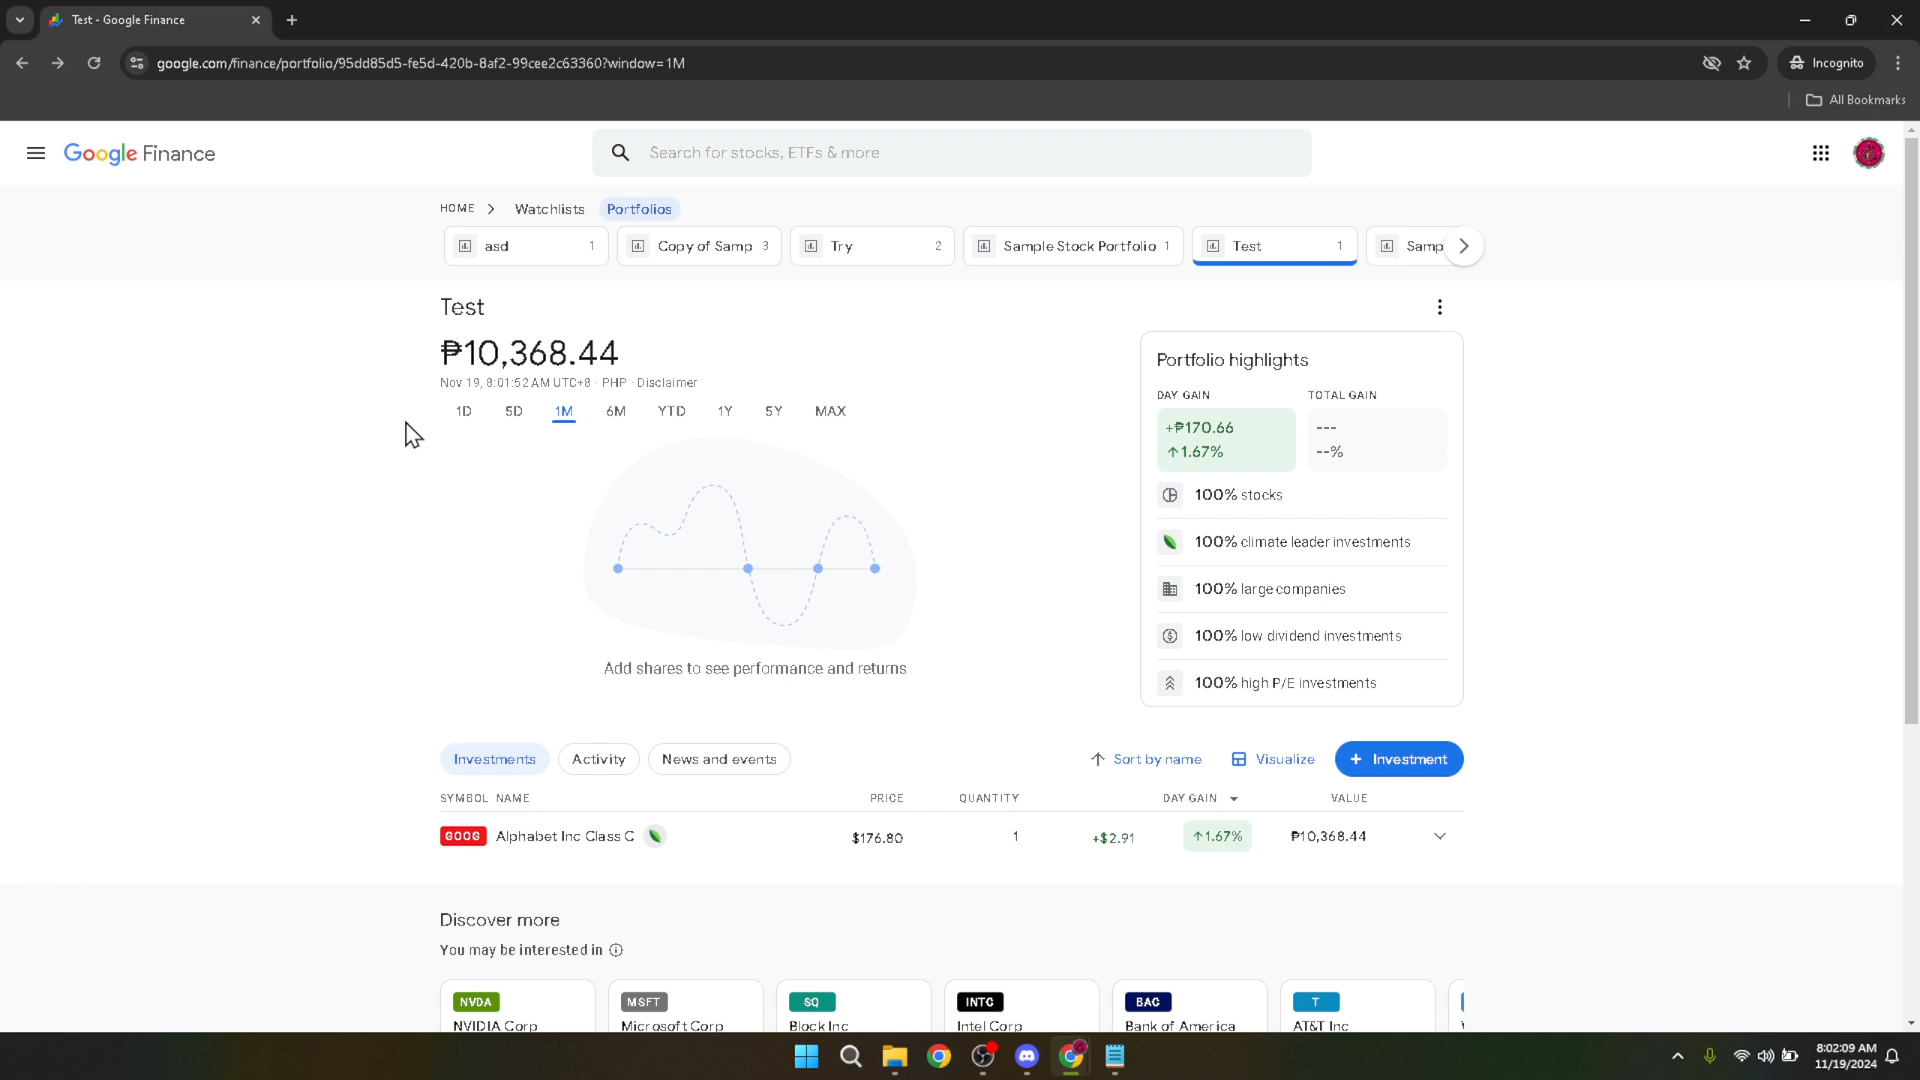 Test - Google Finance
google.com/finance/portfolio/95dd85d5-fe5d-420b-8af2-99cee2c63360?window=1M
Incognito
All Bookmarks
Google Finance
Search for stocks, ETFs & more
HOME Watchlists Portfolios
asd 1
Copy of Samp 3
Try 2
Sample Stock Portfolio 1
Test 1
Samp
Test
₱10,368.44
Nov 19, 8:01:52 AM UTC+8 · PHP · Disclaimer
1D 5D 1M 6M YTD 1Y 5Y MAX
Add shares to see performance and returns
Portfolio highlights
DAY GAIN TOTAL GAIN
+₱170.66 ---
↑1.67% --%
100% stocks
100% climate leader investments
100% large companies
100% low dividend investments
100% high P/E investments
Investments Activity News and events Sort by name Visualize + Investment
SYMBOL NAME PRICE QUANTITY DAY GAIN VALUE
GOOG Alphabet Inc Class C $176.80 1 +$2.91 ↑1.67% ₱10,368.44
Discover more
You may be interested in
NVDA MSFT SQ INTC BAC T
NVIDIA Corp Microsoft Corp Block Inc Intel Corp Bank of America AT&T Inc
8:02:09 AM
11/19/2024